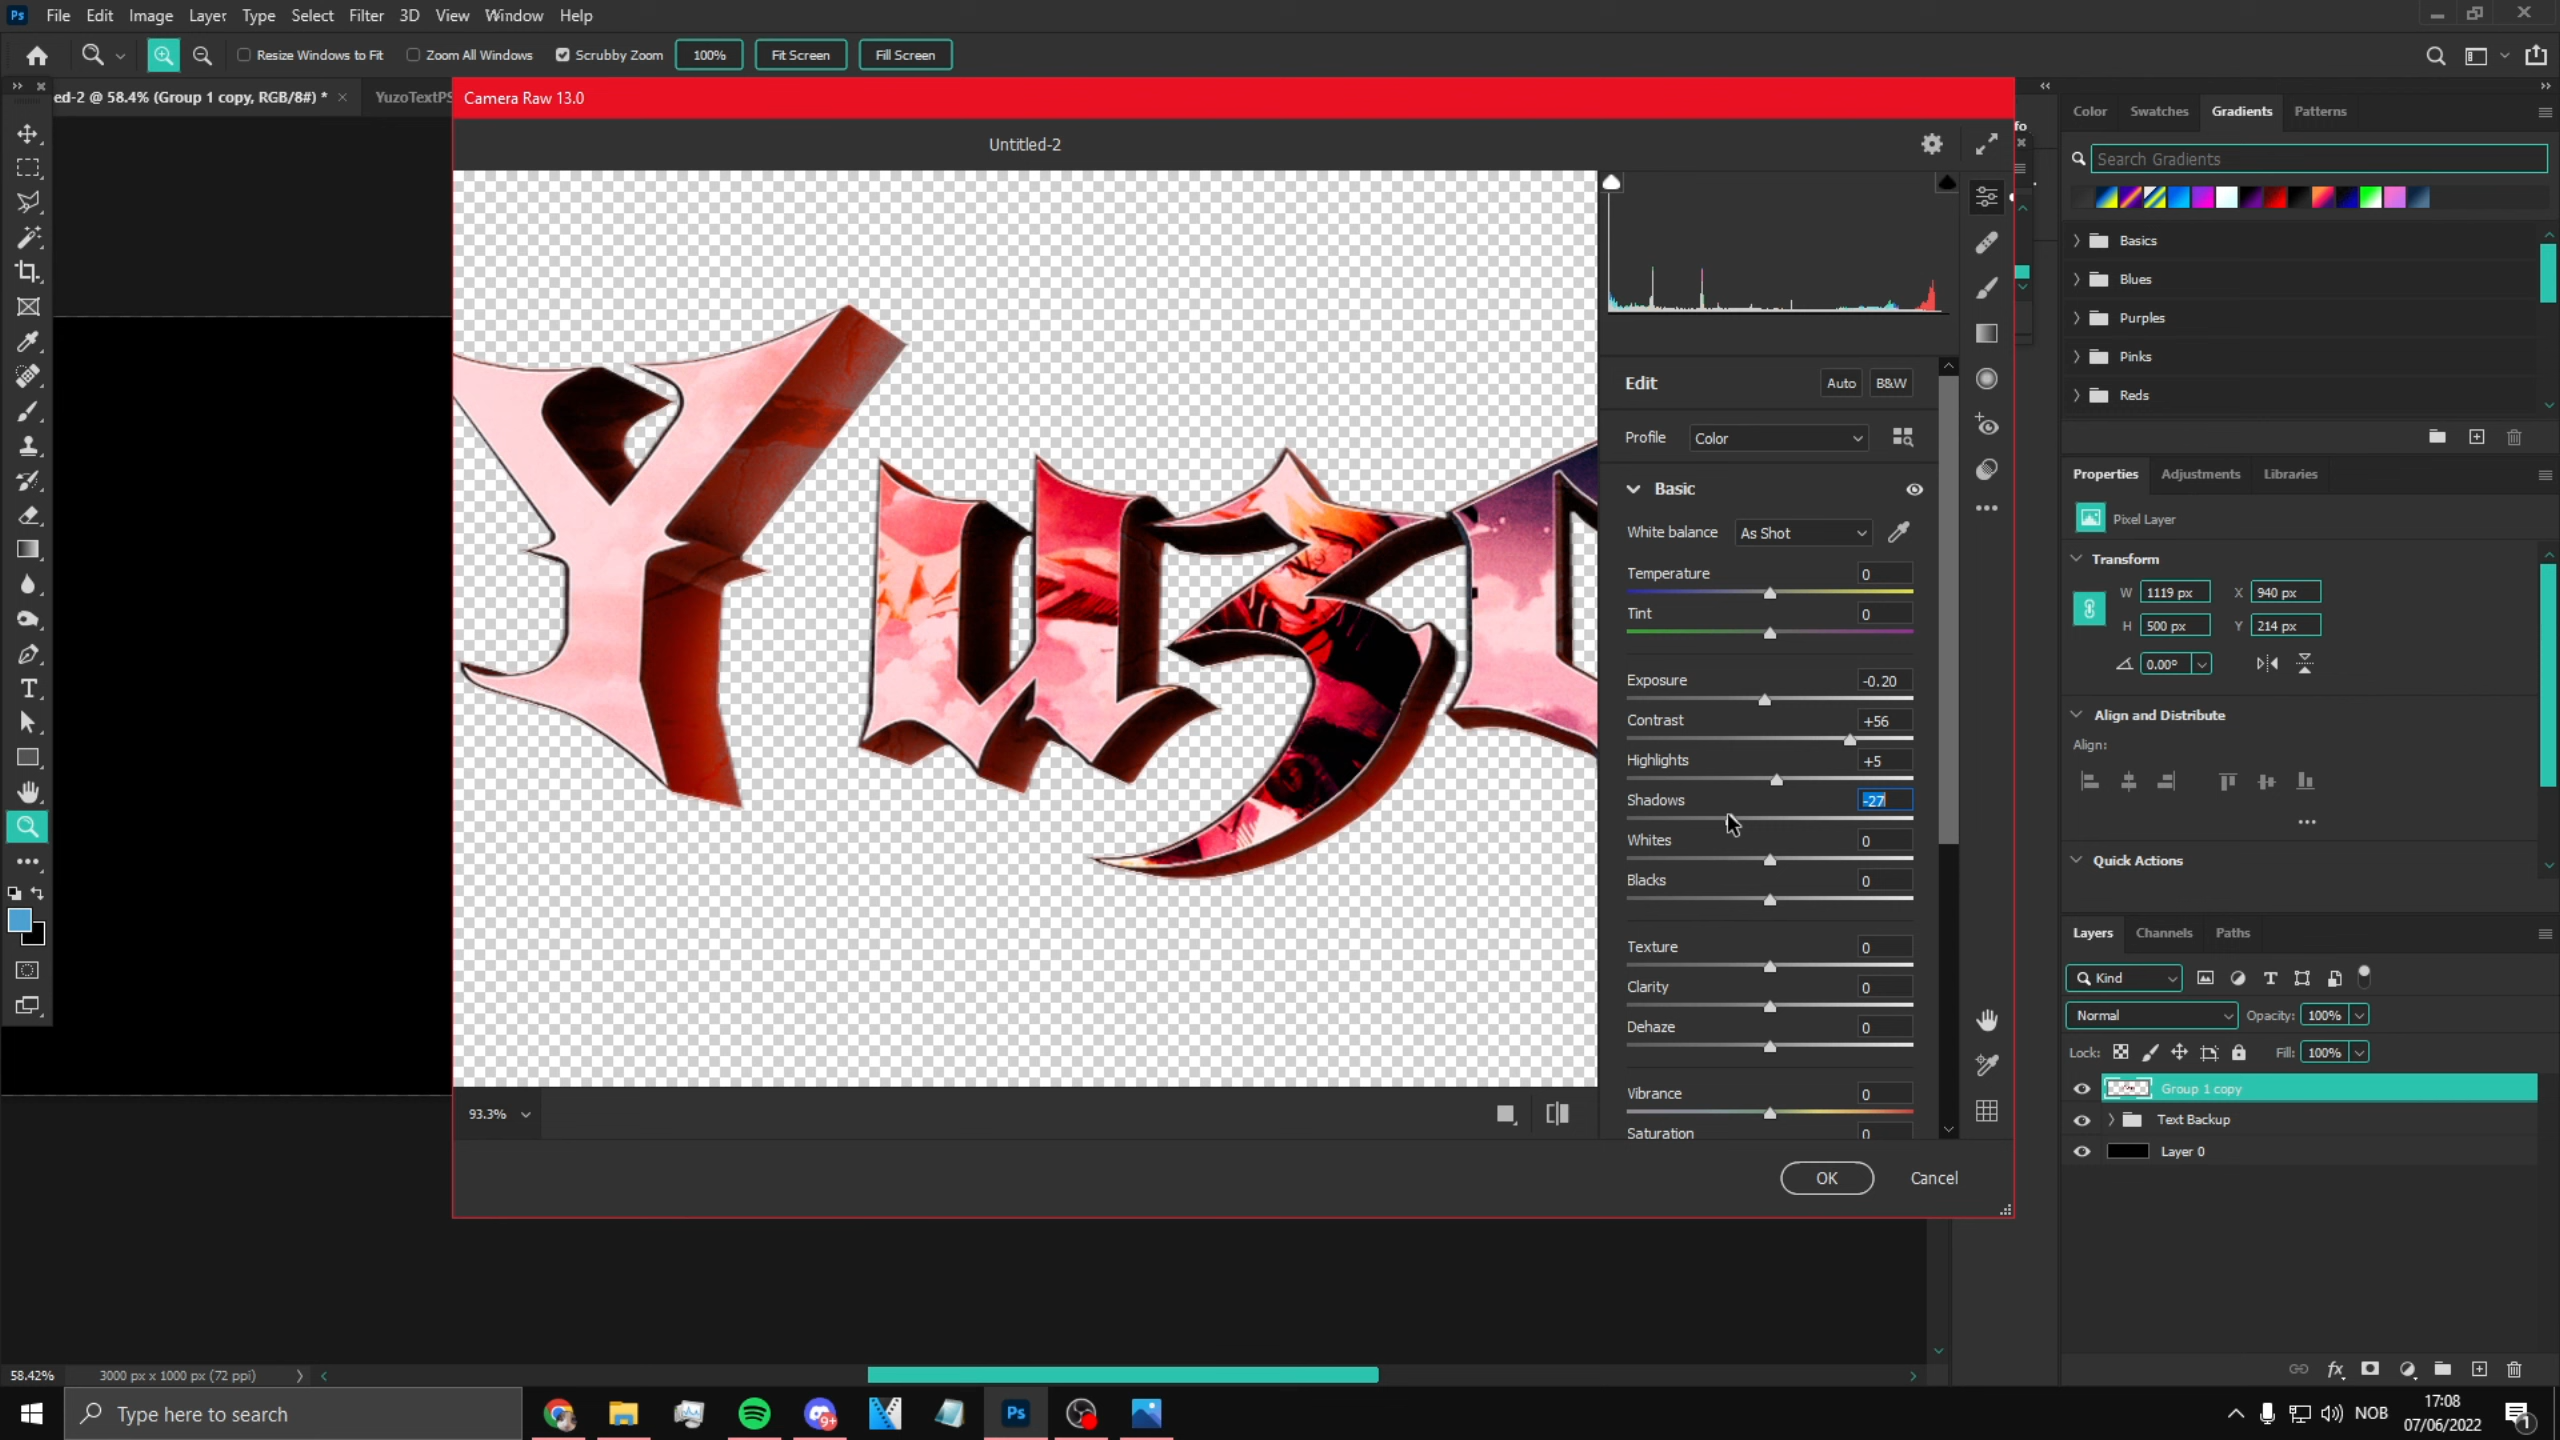 Ps File Edit Image Layer Type Select Filter 3D View Window Help
Resize Windows to Fit Zoom All Windows Scrubby Zoom 100% Fit Screen Fill Screen
ed-2 @ 58.4% (Group 1 copy, RGB/8#) * × YuzoTextPS
Camera Raw 13.0
Untitled-2
Yuz
Edit Auto B&W
Profile Color
Basic
White balance As Shot
Temperature 0
Tint 0
Exposure -0.20
Contrast +56
Highlights +5
Shadows -27
Whites 0
Blacks 0
Texture 0
Clarity 0
Dehaze 0
Vibrance 0
Saturation 0
93.3%
OK Cancel
fo
Color Swatches Gradients Patterns
Search Gradients
Basics
Blues
Purples
Pinks
Reds
Properties Adjustments Libraries
Pixel Layer
Transform
W 1119 px X 940 px
H 500 px Y 214 px
0.00°
Align and Distribute
Align:
Quick Actions
Layers Channels Paths
Kind
Normal Opacity: 100%
Lock: Fill: 100%
Group 1 copy
Text Backup
Layer 0
58.42% 3000 px x 1000 px (72 ppi)
Type here to search
9+
Ps
NOB
17:08
07/06/2022
1